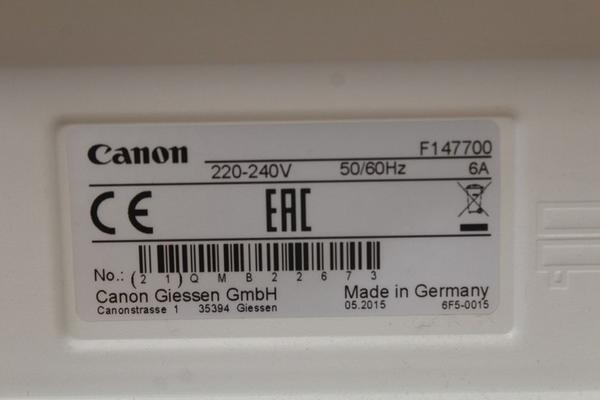 Canon
F147700
220-240V 50/60Hz 6A
CE EAC
No.: (21)QMB22673
Canon Giessen GmbH Made in Germany
Canonstrasse 1 35394 Giessen 05.2015 6F5-0015